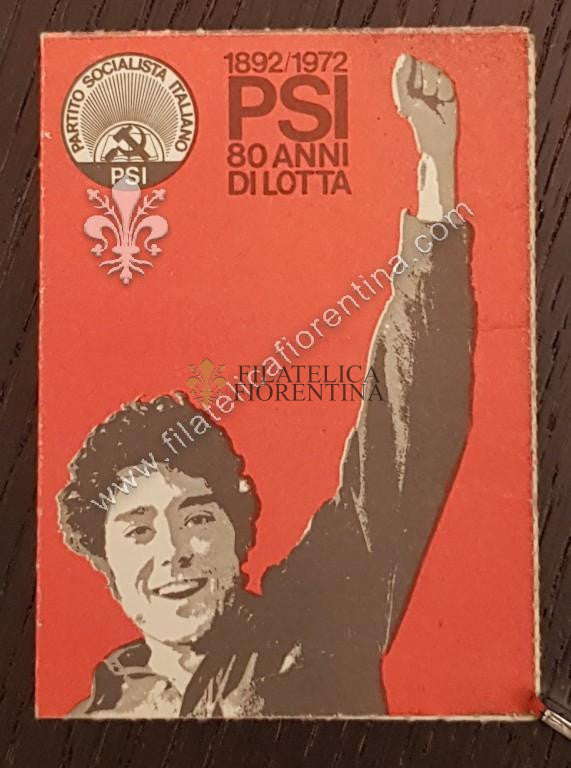 PARTITO SOCIALISTA ITALIANO
PSI
1892/1972
PSI
80 ANNI
DI LOTTA
www.filatelicafiorentina.com
FILATELICA
FIORENTINA